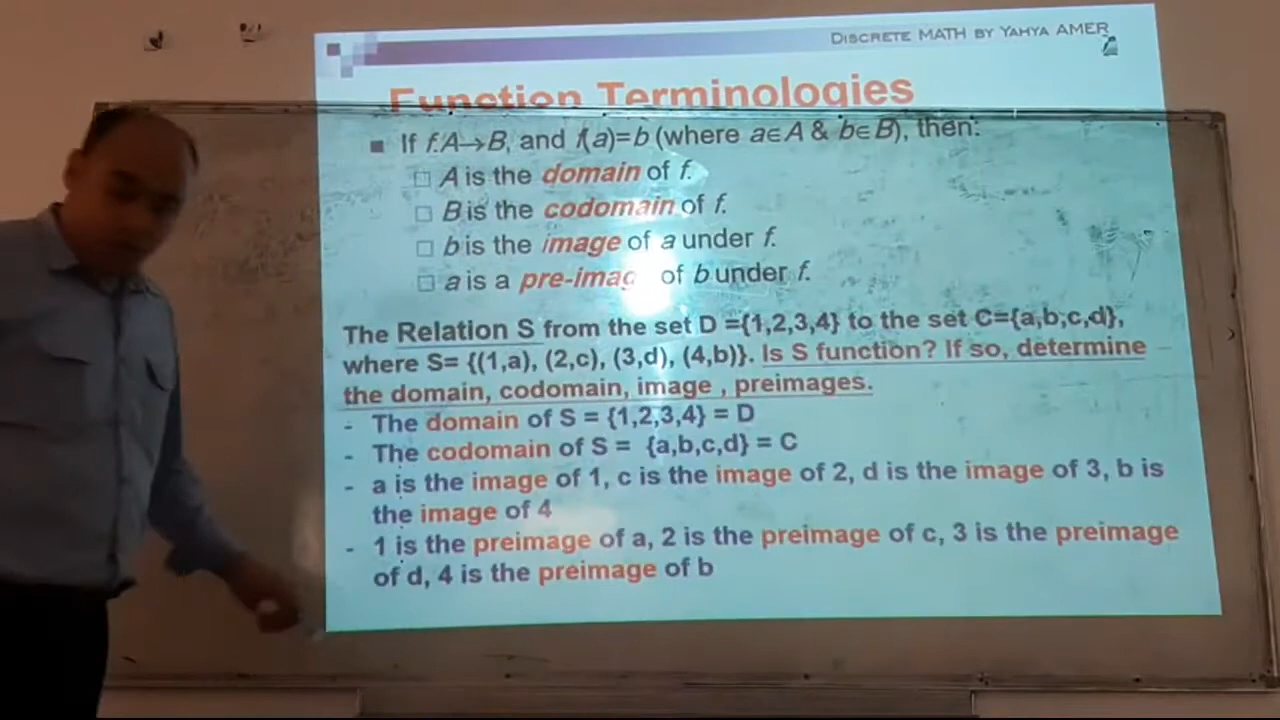 DISCRETE MATH BY YAHYA AMER
Function Terminologies
If f:A→B, and f(a)=b (where a∈A & b∈B), then:
A is the domain of f.
B is the codomain of f.
b is the image of a under f.
a is a pre-imag of b under f.
The Relation S from the set D ={1,2,3,4} to the set C={a,b,c,d},
where S= {(1,a), (2,c), (3,d), (4,b)}. Is S function? If so, determine
the domain, codomain, image , preimages.
- The domain of S = {1,2,3,4} = D
- The codomain of S = {a,b,c,d} = C
- a is the image of 1, c is the image of 2, d is the image of 3, b is
the image of 4
- 1 is the preimage of a, 2 is the preimage of c, 3 is the preimage
of d, 4 is the preimage of b